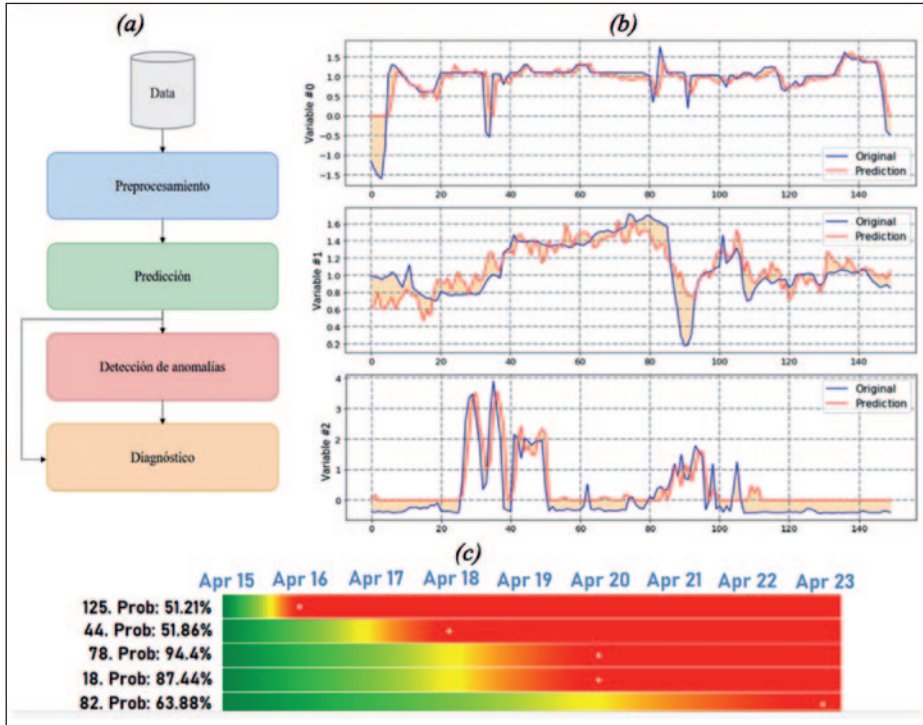 (a)
Data
Preprocesamiento
Predicción
Detección de anomalías
Diagnóstico
(b)
Variable #0
1.5
1.0
0.5
0.0
−0.5
−1.0
−1.5
Original
Prediction
0 20 40 60 80 100 120 140
Variable #1
1.6
1.4
1.2
1.0
0.8
0.6
0.4
0.2
Original
Prediction
0 20 40 60 80 100 120 140
Variable #2
4
3
2
1
0
Original
Prediction
0 20 40 60 80 100 120 140
(c)
Apr 15 Apr 16 Apr 17 Apr 18 Apr 19 Apr 20 Apr 21 Apr 22 Apr 23
125. Prob: 51.21%
44. Prob: 51.86%
78. Prob: 94.4%
18. Prob: 87.44%
82. Prob: 63.88%